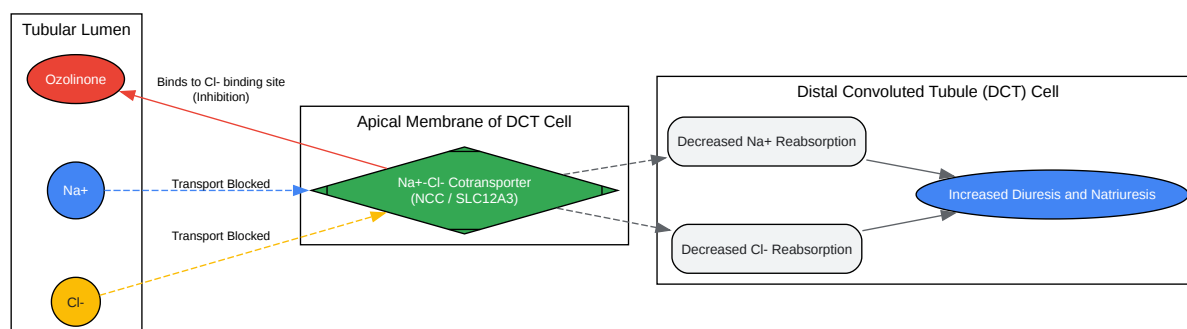 Tubular Lumen
Ozolinone
Na+
Cl-
Binds to Cl- binding site
(Inhibition)
Transport Blocked
Transport Blocked
Apical Membrane of DCT Cell
Na+-Cl- Cotransporter
(NCC / SLC12A3)
Distal Convoluted Tubule (DCT) Cell
Decreased Na+ Reabsorption
Decreased Cl- Reabsorption
Increased Diuresis and Natriuresis